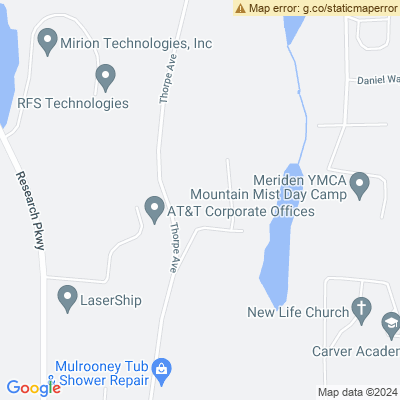 Map error: g.co/staticmaperror
Mirion Technologies, Inc
Thorpe Ave
Daniel Wa
RFS Technologies
Research Pkwy
Meriden YMCA
Mountain Mist Day Camp
AT&T Corporate Offices
Thorpe Ave
LaserShip
New Life Church
Carver Academ
Mulrooney Tub
& Shower Repair
Google
Map data ©2024